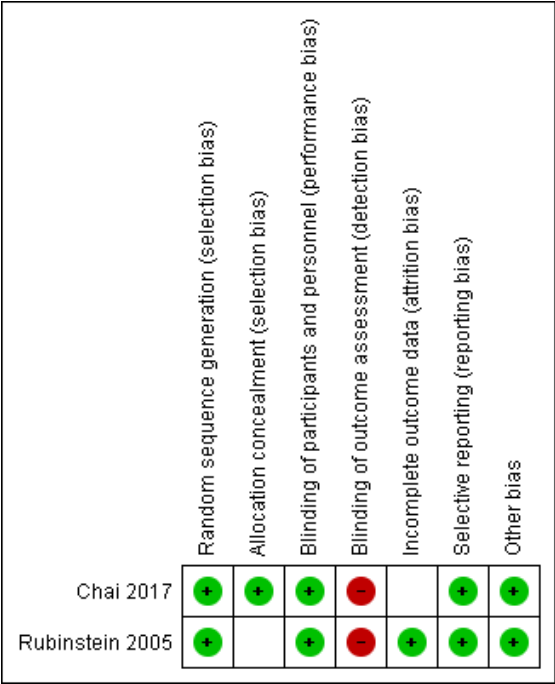 Random sequence generation (selection bias)
Allocation concealment (selection bias)
Blinding of participants and personnel (performance bias)
Blinding of outcome assessment (detection bias)
Incomplete outcome data (attrition bias)
Selective reporting (reporting bias)
Other bias
Chai 2017 + + + - + +
Rubinstein 2005 + + - + + +